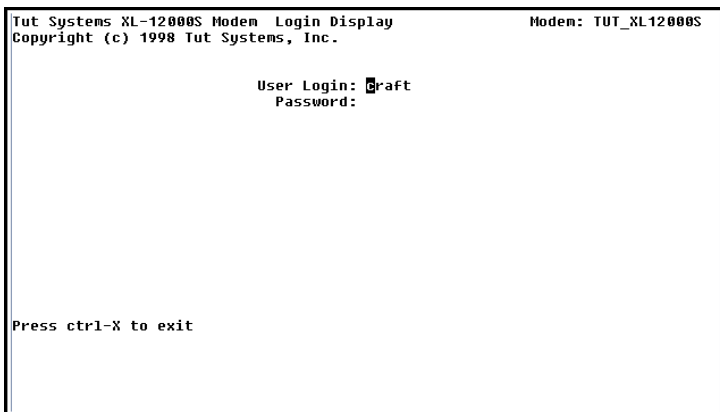 Tut Systems XL-12000S Modem Login Display Modem: TUT_XL12000S
Copyright (c) 1998 Tut Systems, Inc.
User Login: craft
Password:
Press ctrl-X to exit